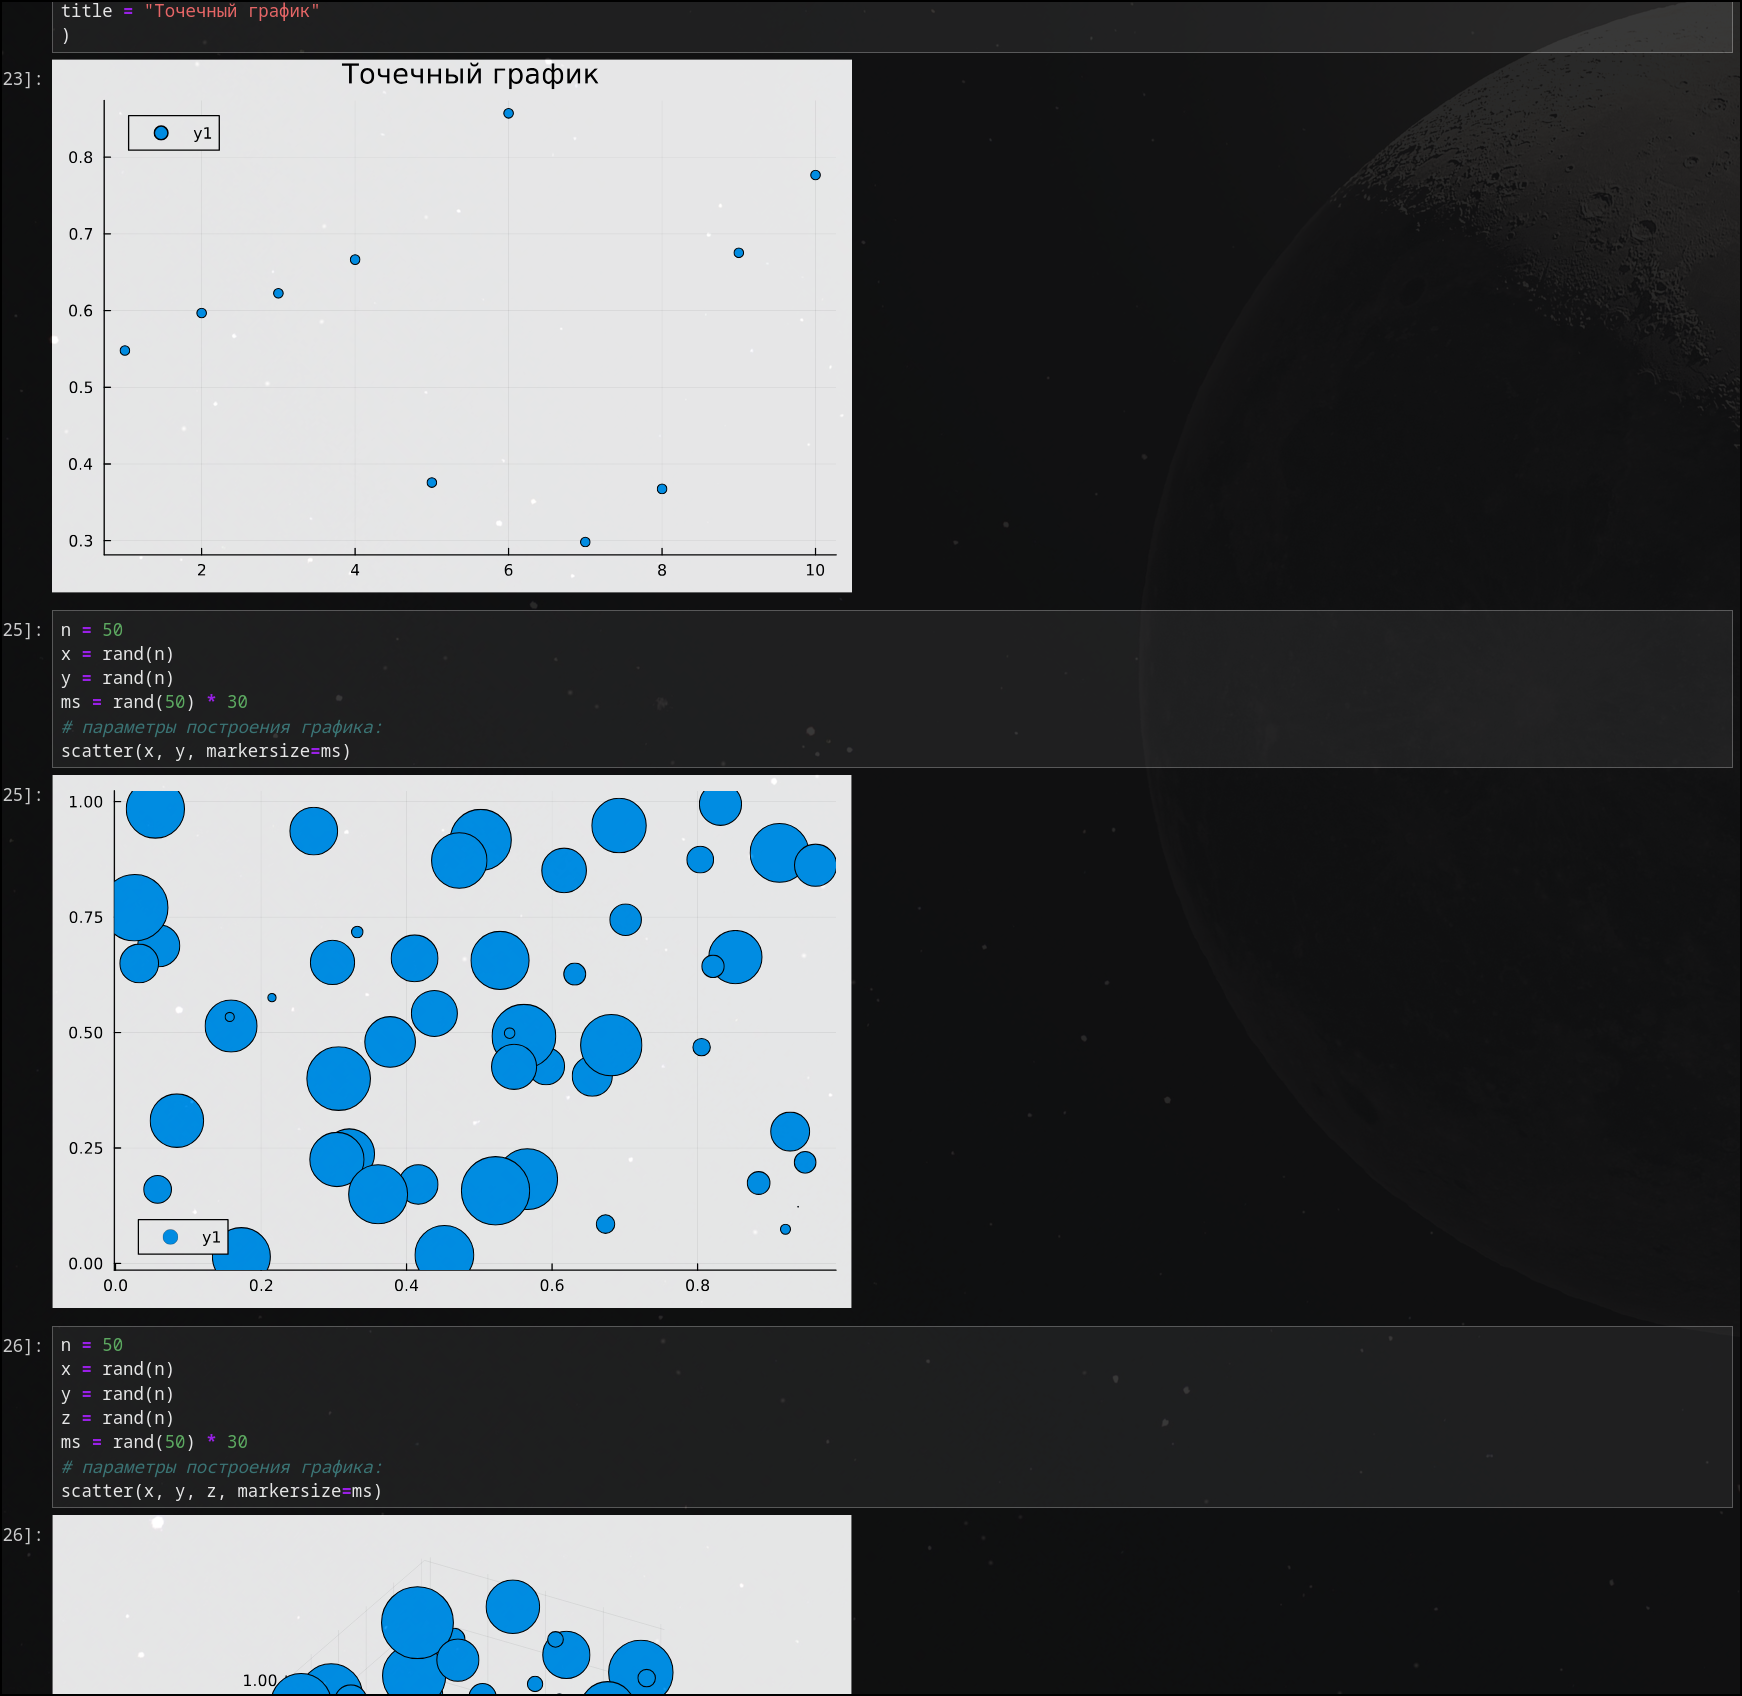 title = "Точечный график"
)
23]:
Точечный график
y1
0.8
0.7
0.6
0.5
0.4
0.3
2 4 6 8 10
25]:
n = 50
x = rand(n)
y = rand(n)
ms = rand(50) * 30
# параметры построения графика:
scatter(x, y, markersize=ms)
25]:
1.00
0.75
0.50
0.25
y1
0.00
0.0 0.2 0.4 0.6 0.8
26]:
n = 50
x = rand(n)
y = rand(n)
z = rand(n)
ms = rand(50) * 30
# параметры построения графика:
scatter(x, y, z, markersize=ms)
26]:
1.00